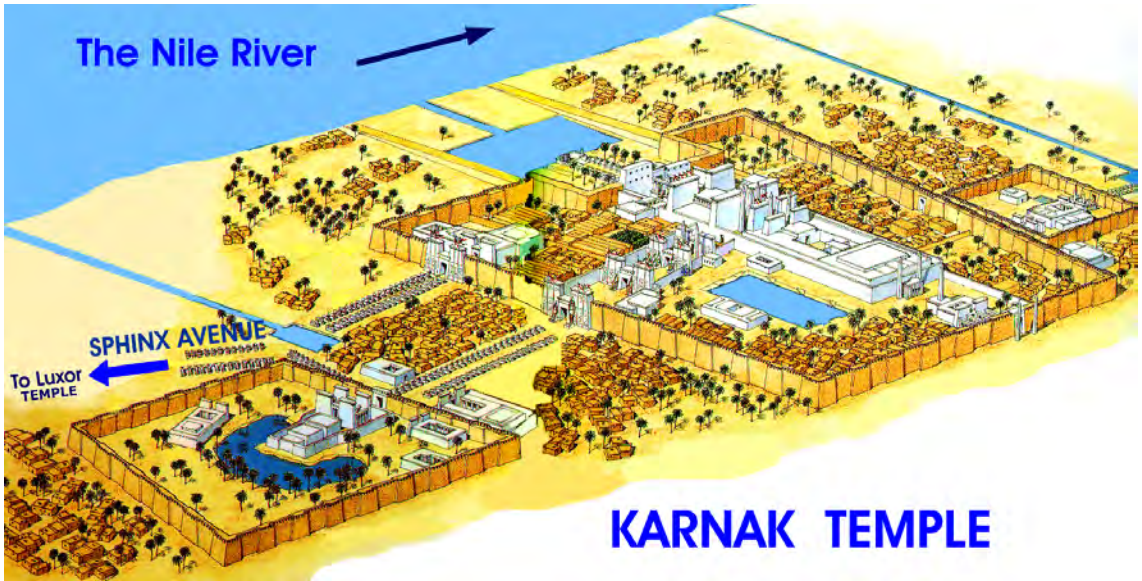 The Nile River
SPHINX AVENUE
To Luxor
TEMPLE
KARNAK TEMPLE